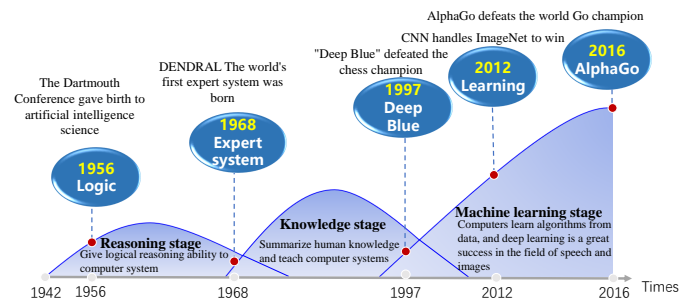 AlphaGo defeats the world Go champion
CNN handles ImageNet to win
"Deep Blue" defeated the
chess champion
DENDRAL The world's
first expert system was
born
The Dartmouth
Conference gave birth to
artificial intelligence
science
2016
AlphaGo
2012
Learning
1997
Deep
Blue
1968
Expert
system
1956
Logic
Reasoning stage
Give logical reasoning ability to
computer system
Knowledge stage
Summarize human knowledge
and teach computer systems
Machine learning stage
Computers learn algorithms from
data, and deep learning is a great
success in the field of speech and
images
1942 1956 1968 1997 2012 2016 Times